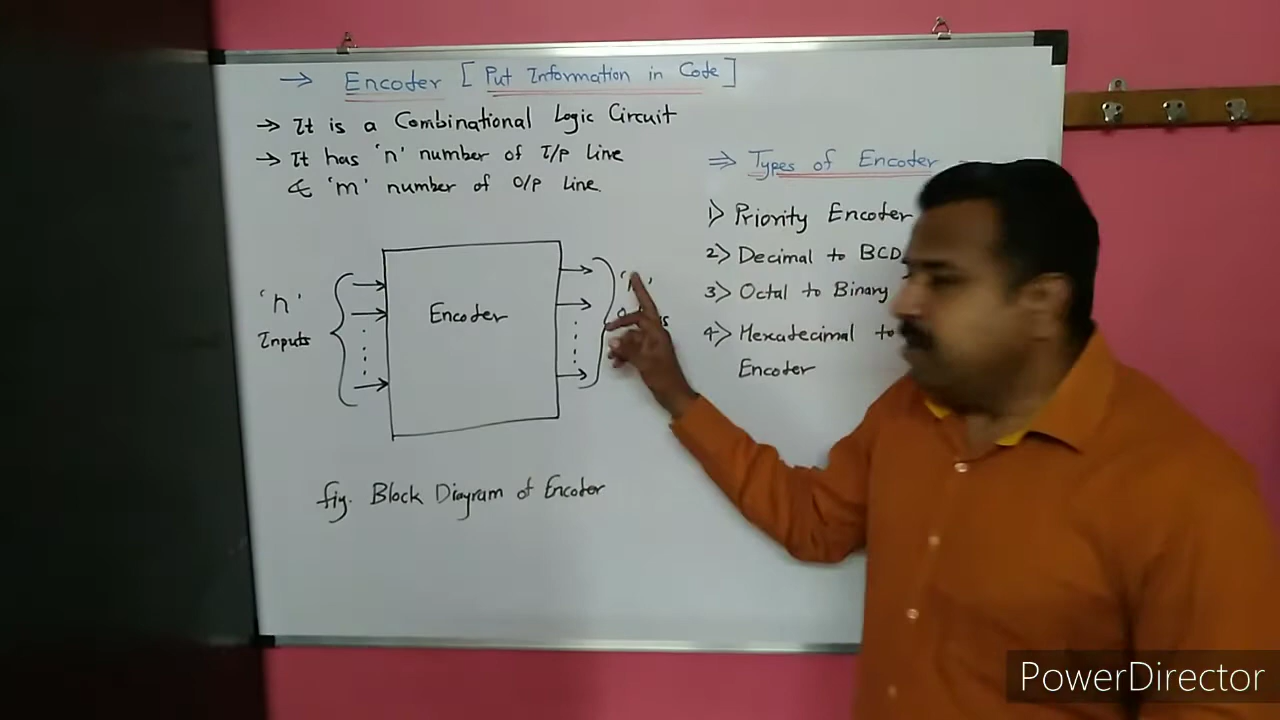 → Encoder [ Put Information in Code ]
→ It is a Combinational Logic Circuit
→ It has 'n' number of I/P Line
& 'm' number of O/P Line
'n'
Inputs
Encoder
fig. Block Diagram of Encoder
⇒ Types of Encoder
1> Priority Encoder
2> Decimal to BCD
3> Octal to Binary
4> Hexadecimal to
Encoder
PowerDirector